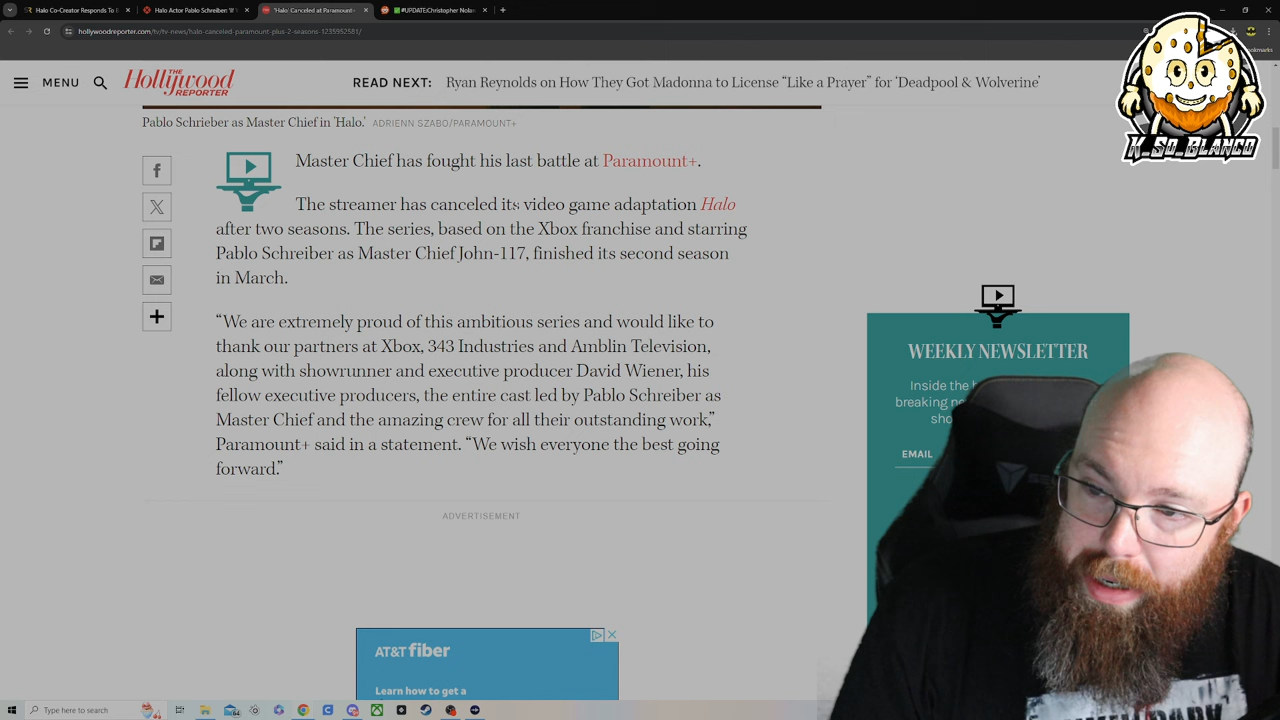 Halo Co-Creator Responds To
Halo Actor Pablo Schreiber:
'Halo' Canceled at Paramount+
#UPDATE:Christopher Nola
hollywoodreporter.com/tv/tv-news/halo-canceled-paramount-plus-2-seasons-1235952581/
MENU
THE Hollywood REPORTER
READ NEXT: Ryan Reynolds on How They Got Madonna to License “Like a Prayer” for ‘Deadpool & Wolverine’
K_So_Blanco
Pablo Schrieber as Master Chief in 'Halo.' ADRIENN SZABO/PARAMOUNT+
Master Chief has fought his last battle at Paramount+.
The streamer has canceled its video game adaptation Halo
after two seasons. The series, based on the Xbox franchise and starring
Pablo Schreiber as Master Chief John-117, finished its second season
in March.
“We are extremely proud of this ambitious series and would like to
thank our partners at Xbox, 343 Industries and Amblin Television,
along with showrunner and executive producer David Wiener, his
fellow executive producers, the entire cast led by Pablo Schreiber as
Master Chief and the amazing crew for all their outstanding work,”
Paramount+ said in a statement. “We wish everyone the best going
forward.”
WEEKLY NEWSLETTER
Inside the
breaking
EMAIL
ADVERTISEMENT
AT&T fiber
Learn how to get a
Type here to search